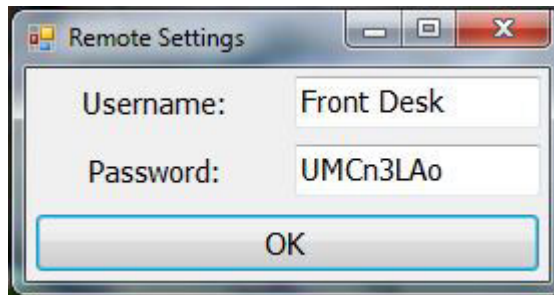 Remote Settings
Username: Front Desk
Password: UMCn3LAo
OK